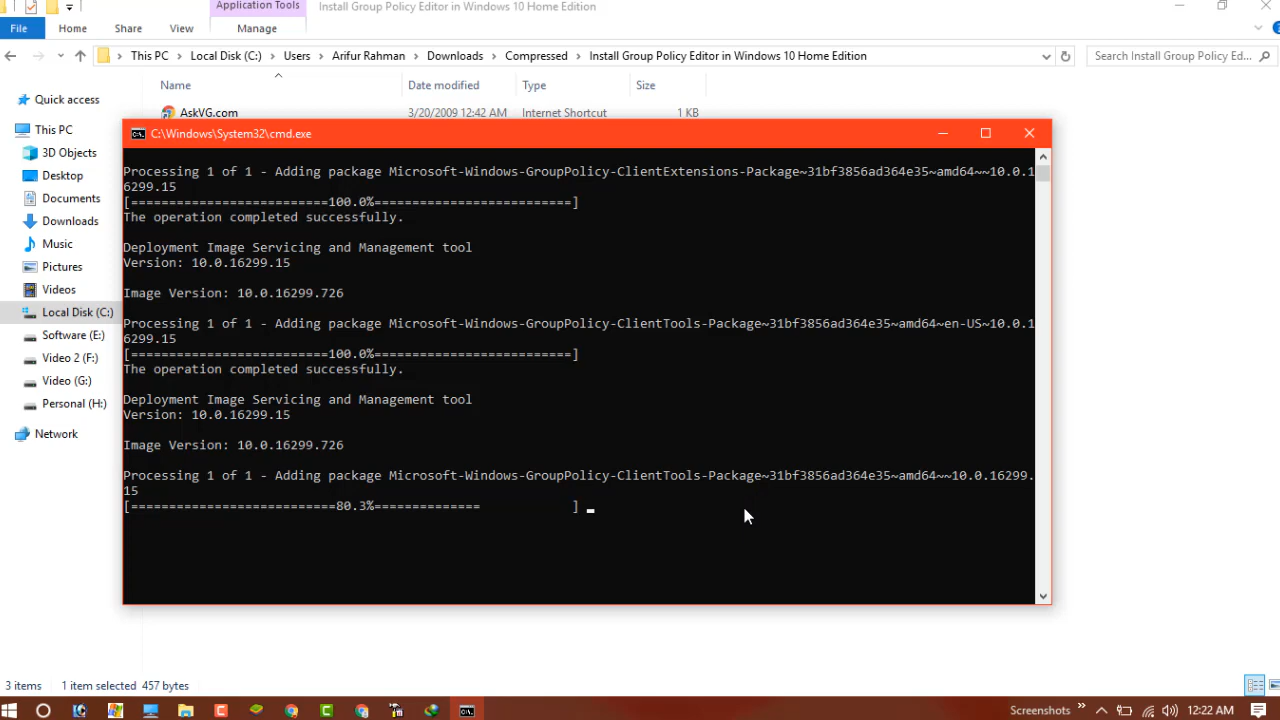 Application Tools
Install Group Policy Editor in Windows 10 Home Edition
File Home Share View Manage
This PC Local Disk (C:) Users Arifur Rahman Downloads Compressed Install Group Policy Editor in Windows 10 Home Edition
Search Install Group Policy Ed...
Name Date modified Type Size
AskVG.com 3/20/2009 12:42 AM Internet Shortcut 1 KB
Quick access
This PC
3D Objects
Desktop
Documents
Downloads
Music
Pictures
Videos
Local Disk (C:)
Software (E:)
Video 2 (F:)
Video (G:)
Personal (H:)
Network
C:\Windows\System32\cmd.exe
Processing 1 of 1 - Adding package Microsoft-Windows-GroupPolicy-ClientExtensions-Package~31bf3856ad364e35~amd64~~10.0.1
6299.15
[==========================100.0%==========================]
The operation completed successfully.
Deployment Image Servicing and Management tool
Version: 10.0.16299.15
Image Version: 10.0.16299.726
Processing 1 of 1 - Adding package Microsoft-Windows-GroupPolicy-ClientTools-Package~31bf3856ad364e35~amd64~en-US~10.0.1
6299.15
[==========================100.0%==========================]
The operation completed successfully.
Deployment Image Servicing and Management tool
Version: 10.0.16299.15
Image Version: 10.0.16299.726
Processing 1 of 1 - Adding package Microsoft-Windows-GroupPolicy-ClientTools-Package~31bf3856ad364e35~amd64~~10.0.16299.
15
[===========================80.3%==============            ]
3 items 1 item selected 457 bytes
Screenshots 12:22 AM